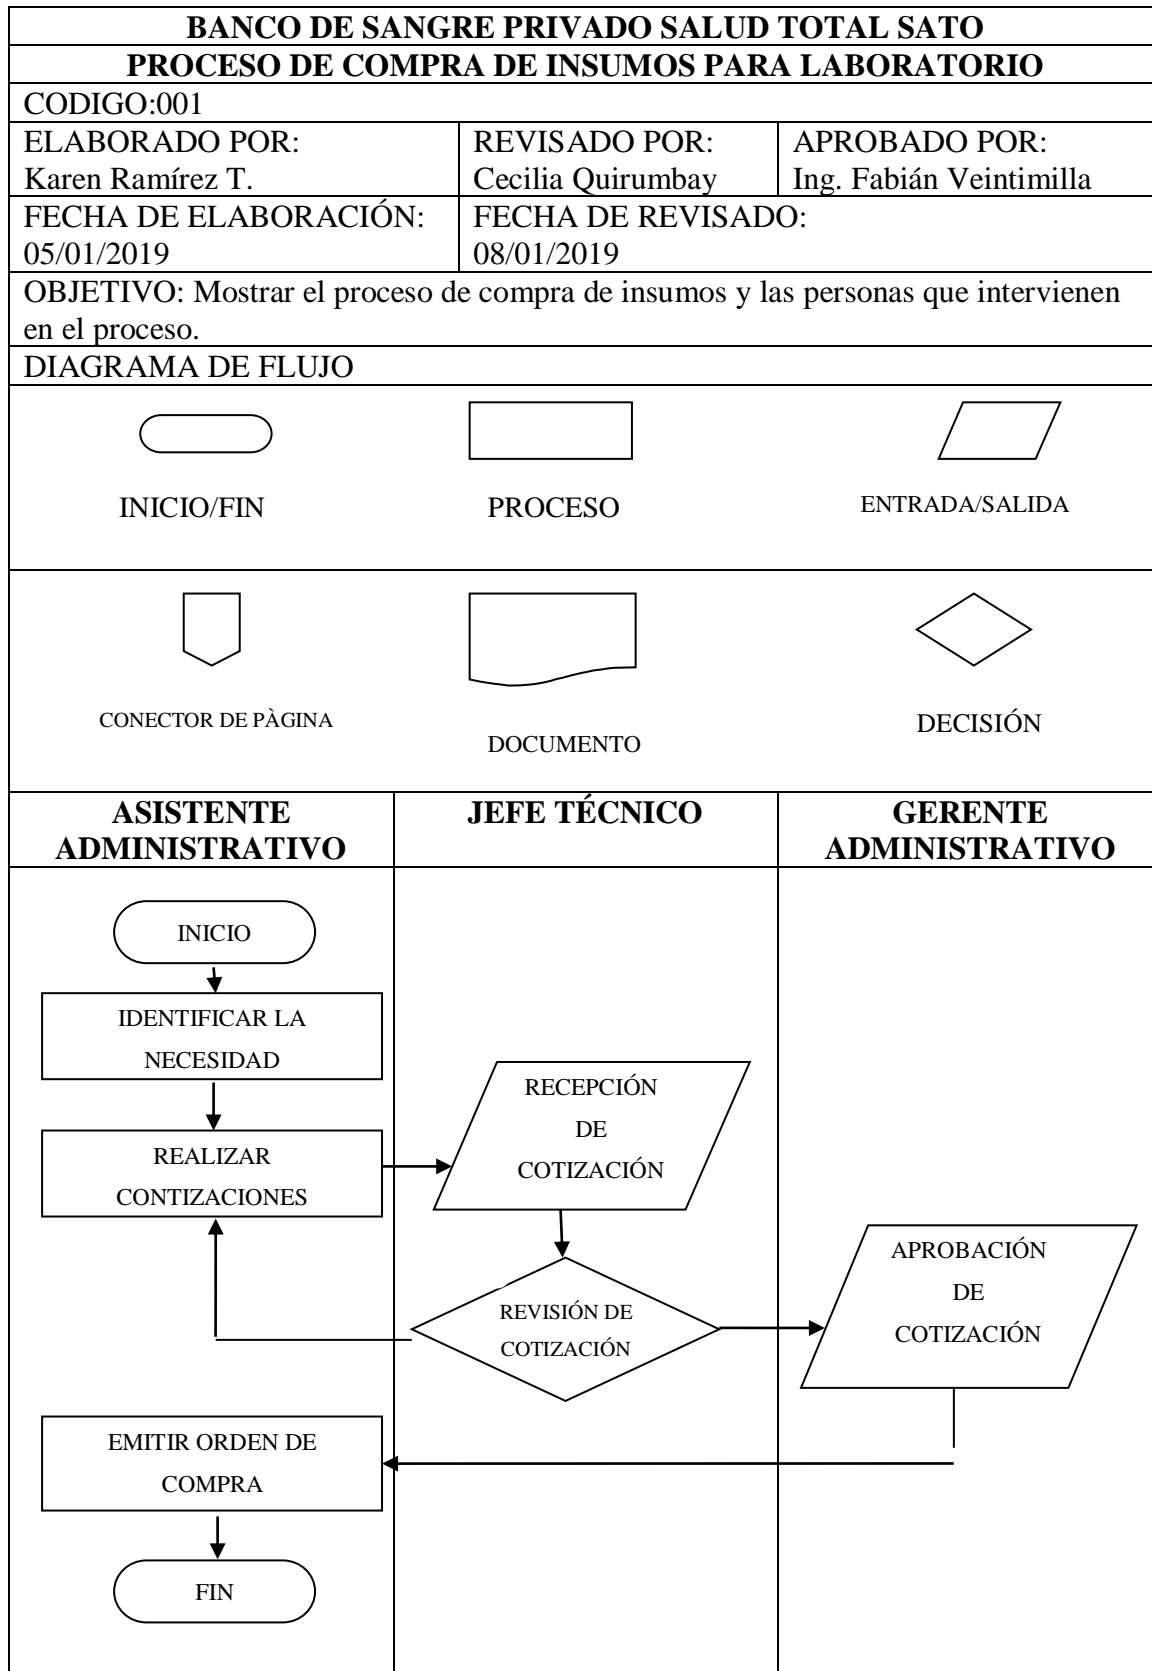 BANCO DE SANGRE PRIVADO SALUD TOTAL SATO
PROCESO DE COMPRA DE INSUMOS PARA LABORATORIO
CODIGO:001
ELABORADO POR:
Karen Ramírez T.
REVISADO POR:
Cecilia Quirumbay
APROBADO POR:
Ing. Fabián Veintimilla
FECHA DE ELABORACIÓN:
05/01/2019
FECHA DE REVISADO:
08/01/2019
OBJETIVO: Mostrar el proceso de compra de insumos y las personas que intervienen
en el proceso.
DIAGRAMA DE FLUJO
INICIO/FIN
PROCESO
ENTRADA/SALIDA
CONECTOR DE PÀGINA
DOCUMENTO
DECISIÓN
ASISTENTE
ADMINISTRATIVO
JEFE TÉCNICO
GERENTE
ADMINISTRATIVO
INICIO
IDENTIFICAR LA
NECESIDAD
REALIZAR
CONTIZACIONES
RECEPCIÓN
DE
COTIZACIÓN
REVISIÓN DE
COTIZACIÓN
APROBACIÓN
DE
COTIZACIÓN
EMITIR ORDEN DE
COMPRA
FIN